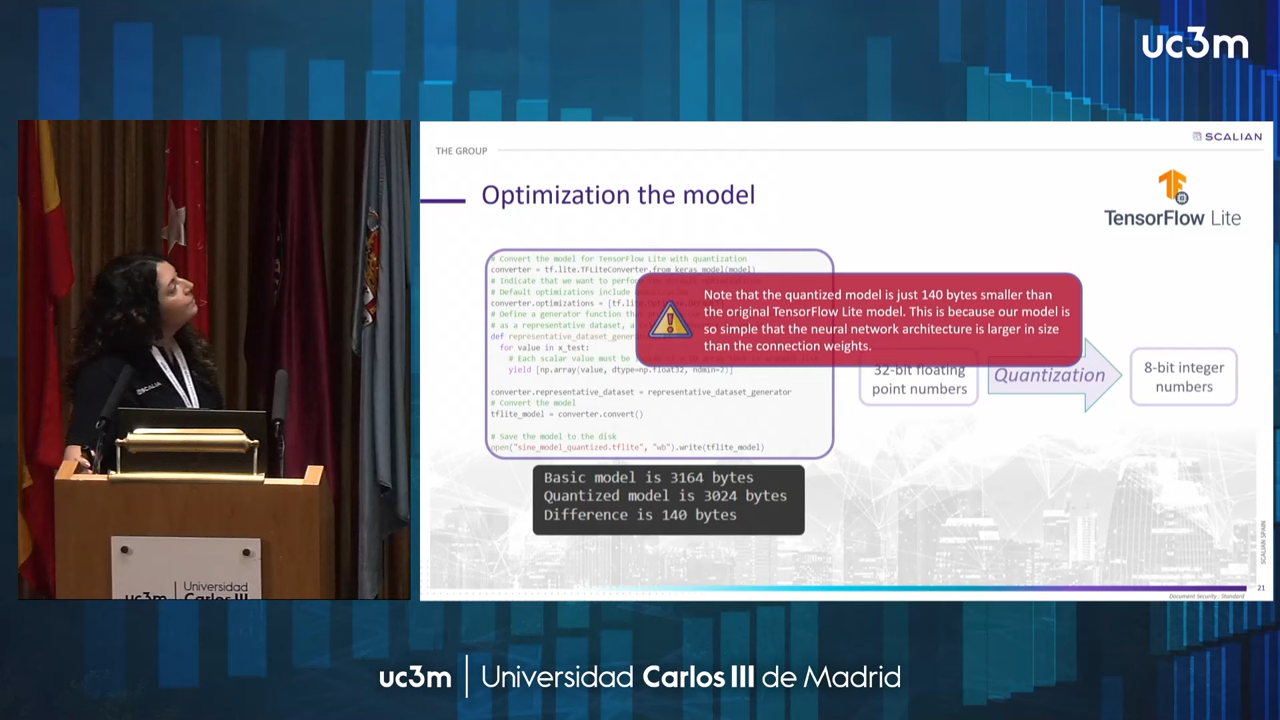 uc3m
SCALIAN
THE GROUP
Optimization the model
TensorFlow Lite
# Convert the model for TensorFlow Lite with quantization
converter = tf.lite.TFLiteConverter.from_keras_model(model)
# Indicate that we want to perform
# Default optimizations include
converter.optimizations = [tf.lite
# Define a generator function that
# as a representative dataset, a
def representative_dataset_gene
for value in x_test:
# Each scalar value must be
yield [np.array(value, dtype=np.float32, ndmin=2)]
converter.representative_dataset = representative_dataset_generator
# Convert the model
tflite_model = converter.convert()
# Save the model to the disk
open("sine_model_quantized.tflite", "wb").write(tflite_model)
Note that the quantized model is just 140 bytes smaller than
the original TensorFlow Lite model. This is because our model is
so simple that the neural network architecture is larger in size
than the connection weights.
32-bit floating
point numbers
Quantization
8-bit integer
numbers
Basic model is 3164 bytes
Quantized model is 3024 bytes
Difference is 140 bytes
SCALIAN SPAIN
21
Document Security : Standard
SCALIA
uc3m
Universidad
Carlos III
uc3m | Universidad Carlos III de Madrid